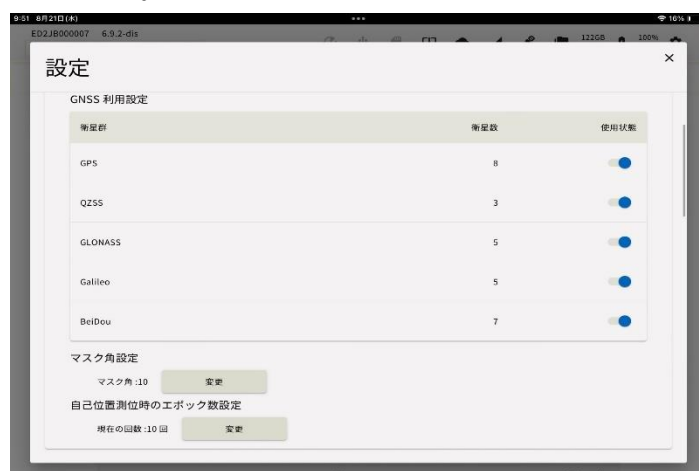 9:51 8月21日(木) ••• 16%
ED2JB000007 6.9.2-dis 122GB 100%
設定 ×
GNSS 利用設定
衛星群 衛星数 使用状態
GPS 8
QZSS 3
GLONASS 5
Galileo 5
BeiDou 7
マスク角設定
マスク角:10 変更
自己位置測位時のエポック数設定
現在の回数:10 回 変更